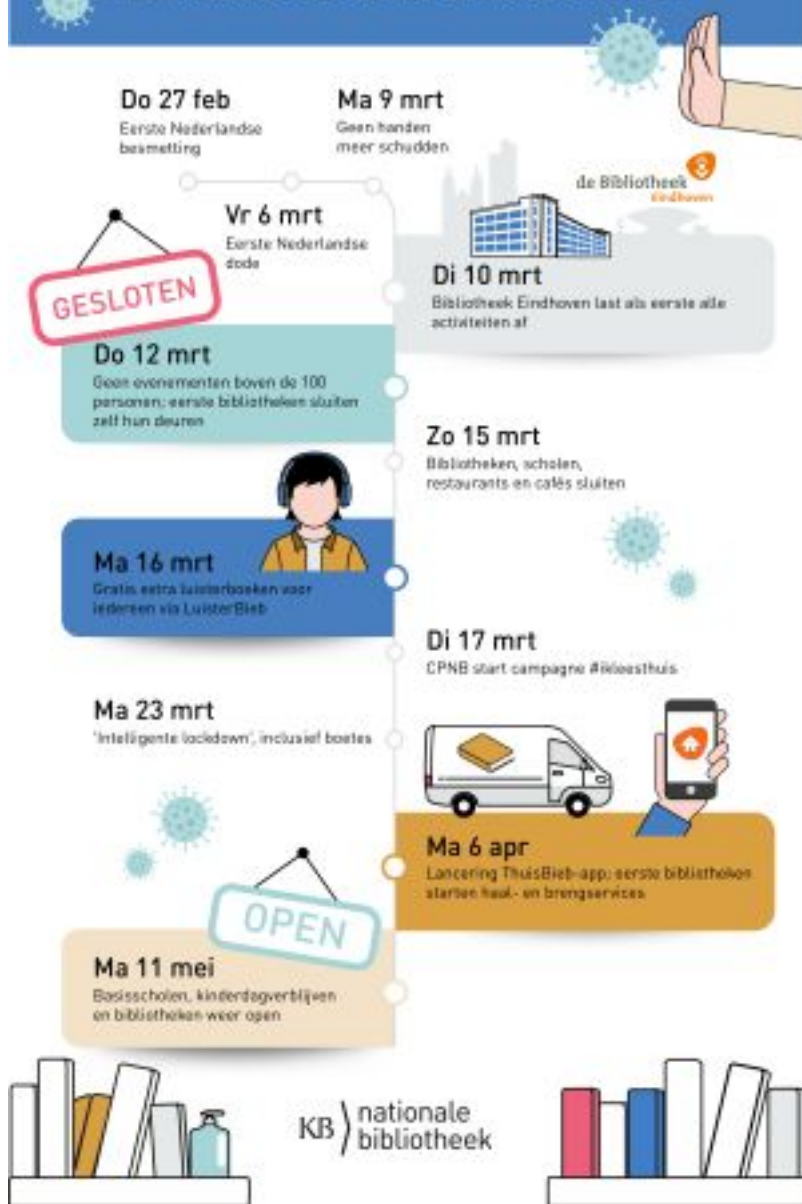 Do 27 feb
Eerste Nederlandse
besmetting
Vr 6 mrt
Eerste Nederlandse
dode
Ma 9 mrt
Geen handen
meer schudden
de Bibliotheek
eindhoven
Di 10 mrt
Bibliotheek Eindhoven last als eerste alle
activiteiten af
GESLOTEN
Do 12 mrt
Geen evenementen boven de 100
personen; eerste bibliotheken sluiten
zelf hun deuren
Zo 15 mrt
Bibliotheken, scholen,
restaurants en cafés sluiten
Ma 16 mrt
Gratis extra luisterboeken voor
iedereen via LuisterBieb
Di 17 mrt
CPNB start campagne #ikleesthuis
Ma 23 mrt
'Intelligente lockdown', inclusief boetes
Ma 6 apr
Lancering ThuisBieb-app; eerste bibliotheken
starten haal- en brengservices
OPEN
Ma 11 mei
Basisscholen, kinderdagverblijven
en bibliotheken weer open
KB nationale
bibliotheek